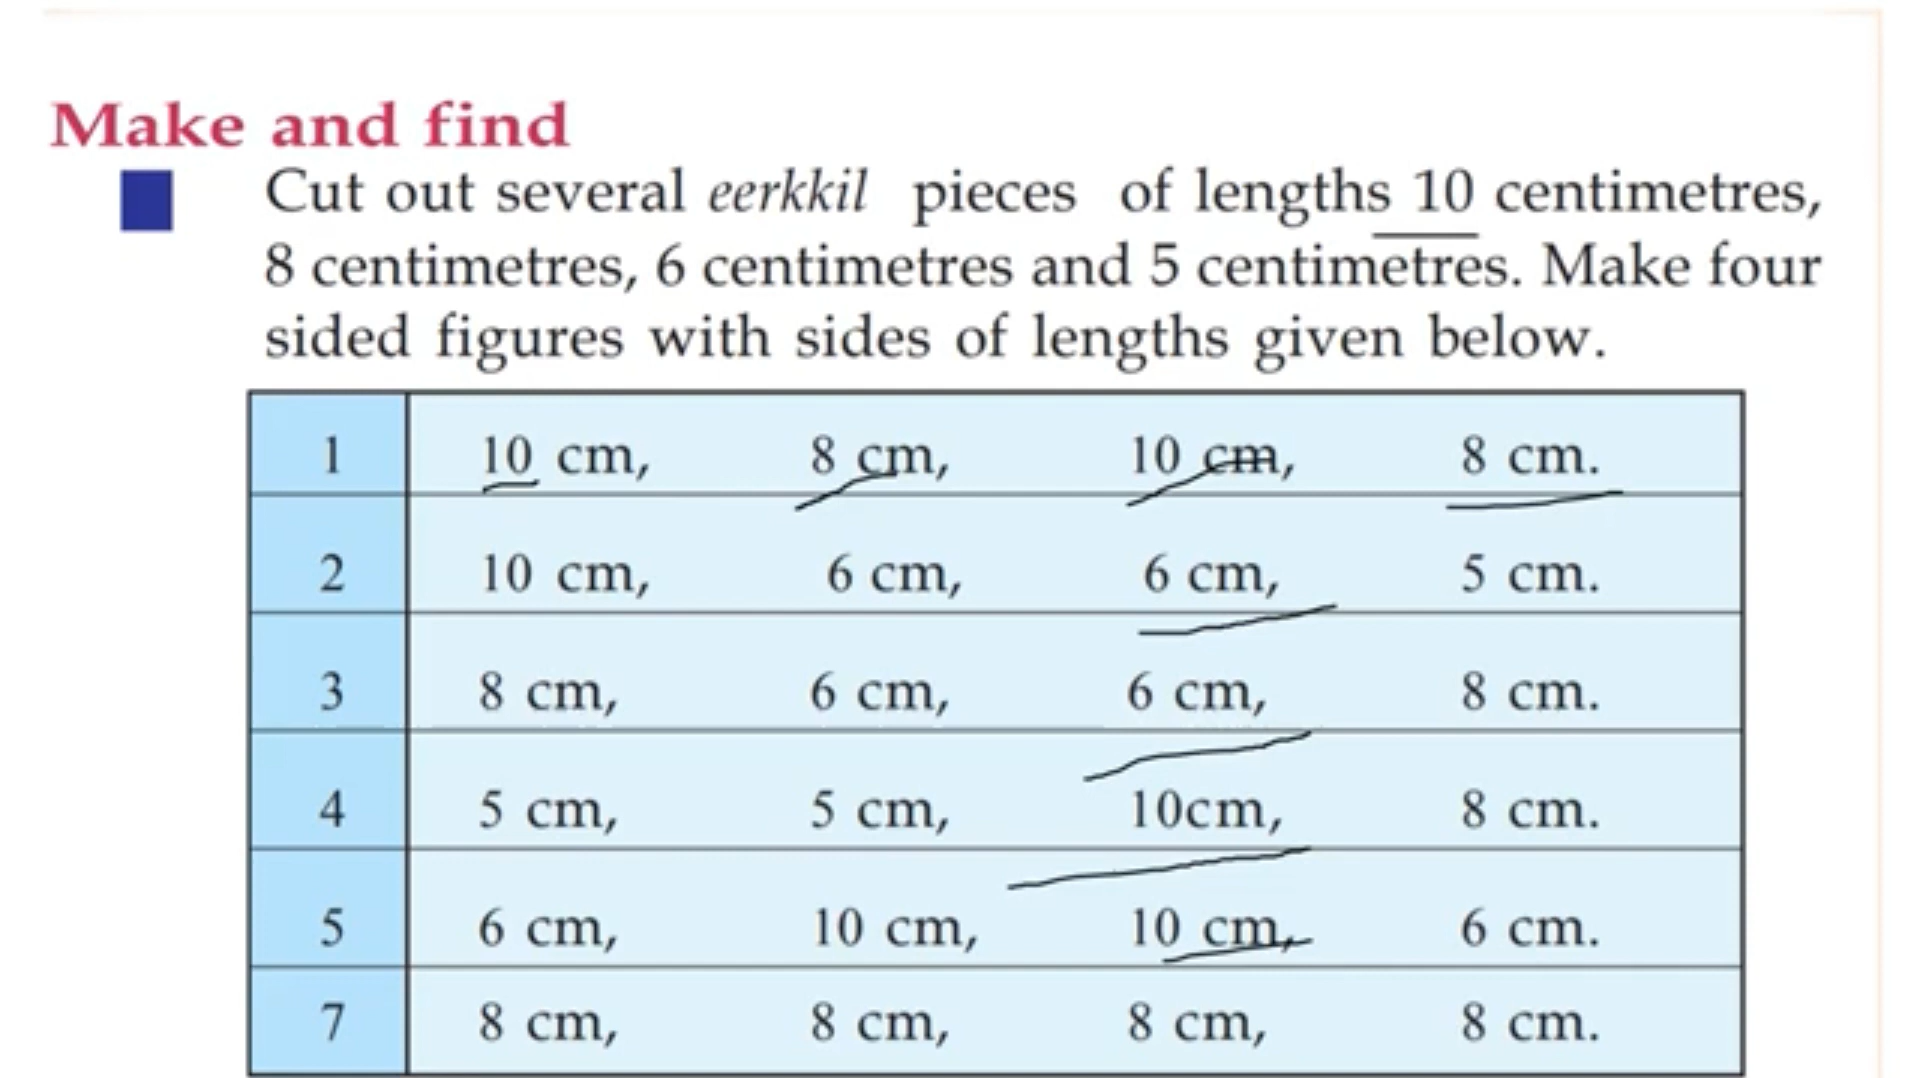 Make and find
Cut out several eerkkil pieces of lengths 10 centimetres,
8 centimetres, 6 centimetres and 5 centimetres. Make four
sided figures with sides of lengths given below.
1 10 cm, 8 cm, 10 cm, 8 cm.
2 10 cm, 6 cm, 6 cm, 5 cm.
3 8 cm, 6 cm, 6 cm, 8 cm.
4 5 cm, 5 cm, 10cm, 8 cm.
5 6 cm, 10 cm, 10 cm, 6 cm.
7 8 cm, 8 cm, 8 cm, 8 cm.